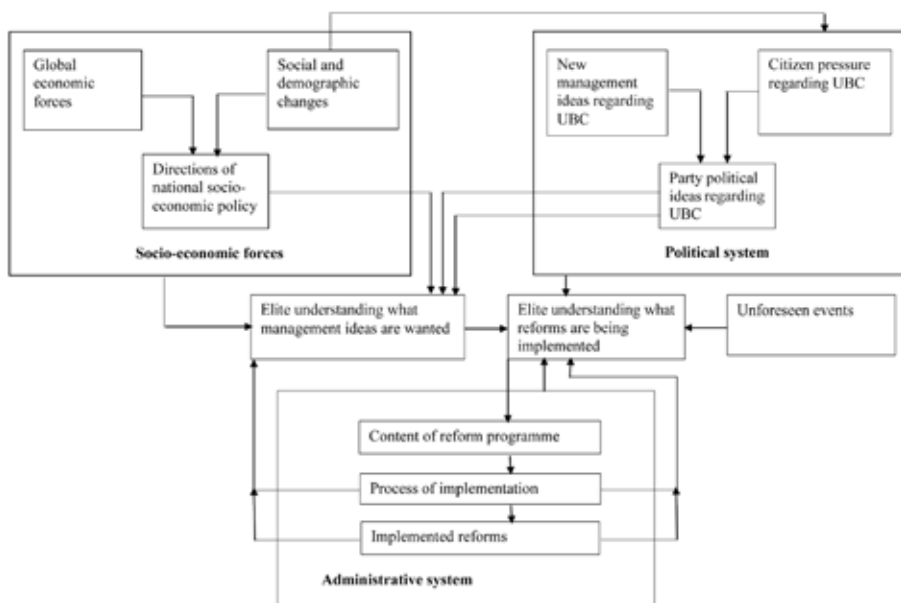 Global
economic
forces
Social and
demographic
changes
Directions of
national socio-
economic policy
Socio-economic forces
New
management
ideas regarding
UBC
Citizen pressure
regarding UBC
Party political
ideas regarding
UBC
Political system
Elite understanding what
management ideas are wanted
Elite understanding what
reforms are being
implemented
Unforeseen events
Content of reform programme
Process of implementation
Implemented reforms
Administrative system